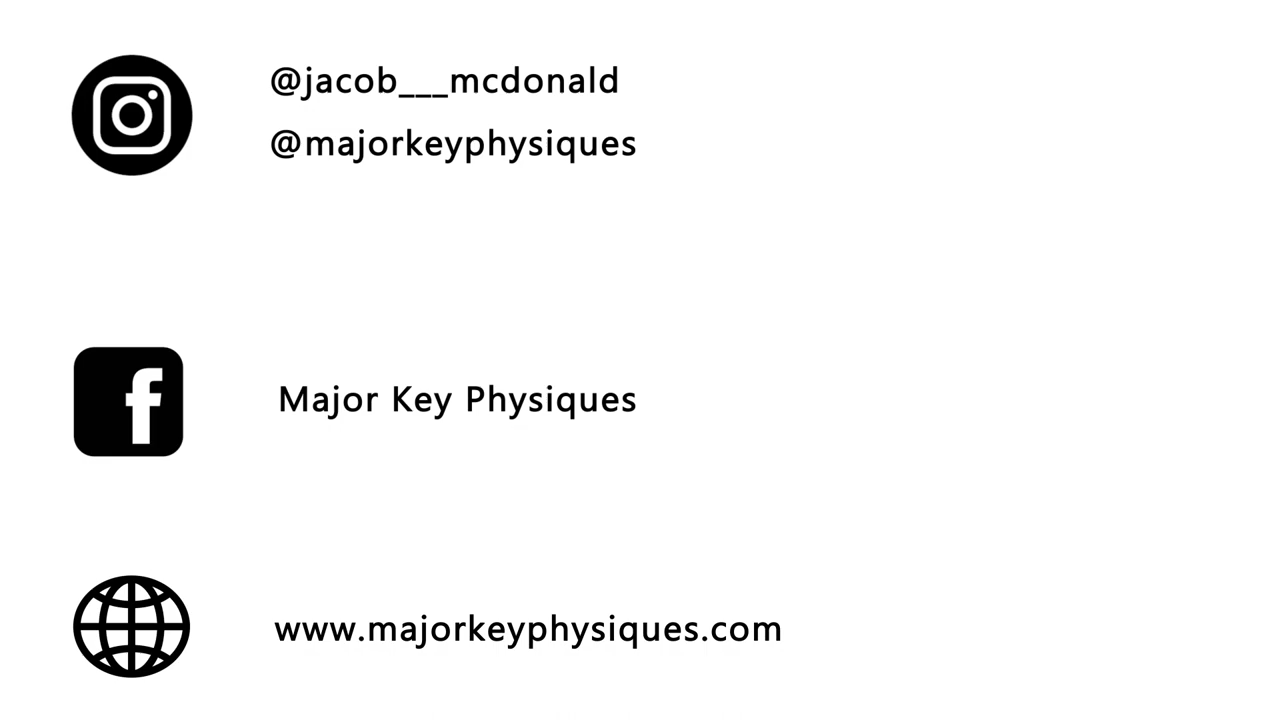 @jacob___mcdonald
@majorkeyphysiques
Major Key Physiques
www.majorkeyphysiques.com